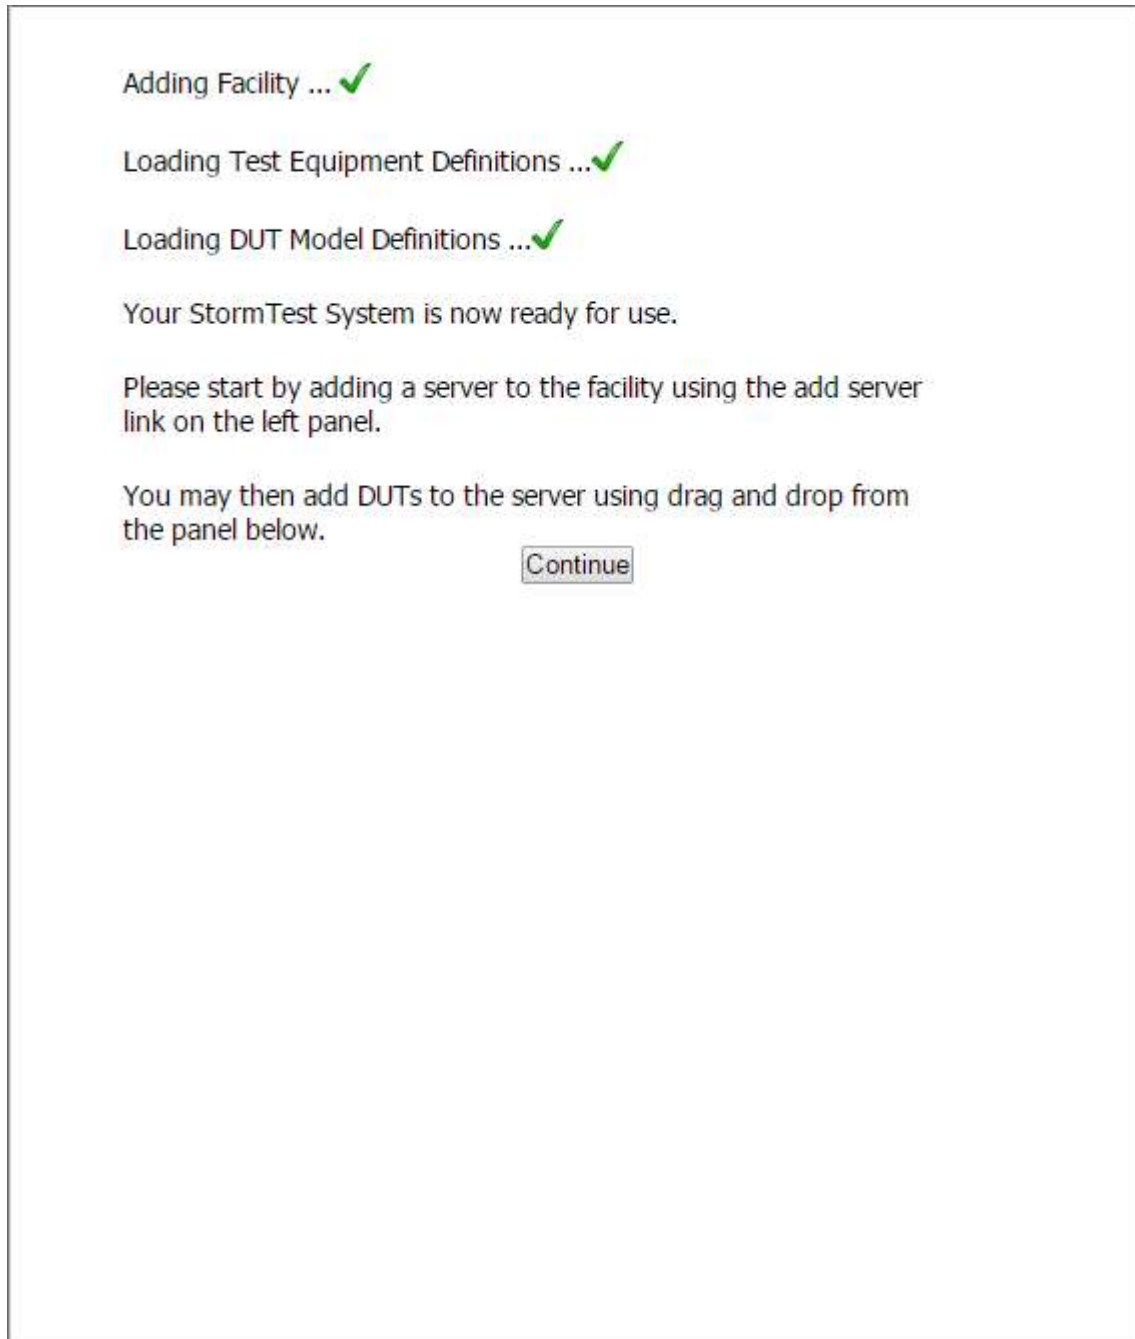 Adding Facility ...
Loading Test Equipment Definitions ...
Loading DUT Model Definitions ...
Your StormTest System is now ready for use.
Please start by adding a server to the facility using the add server
link on the left panel.
You may then add DUTs to the server using drag and drop from
the panel below.
Continue